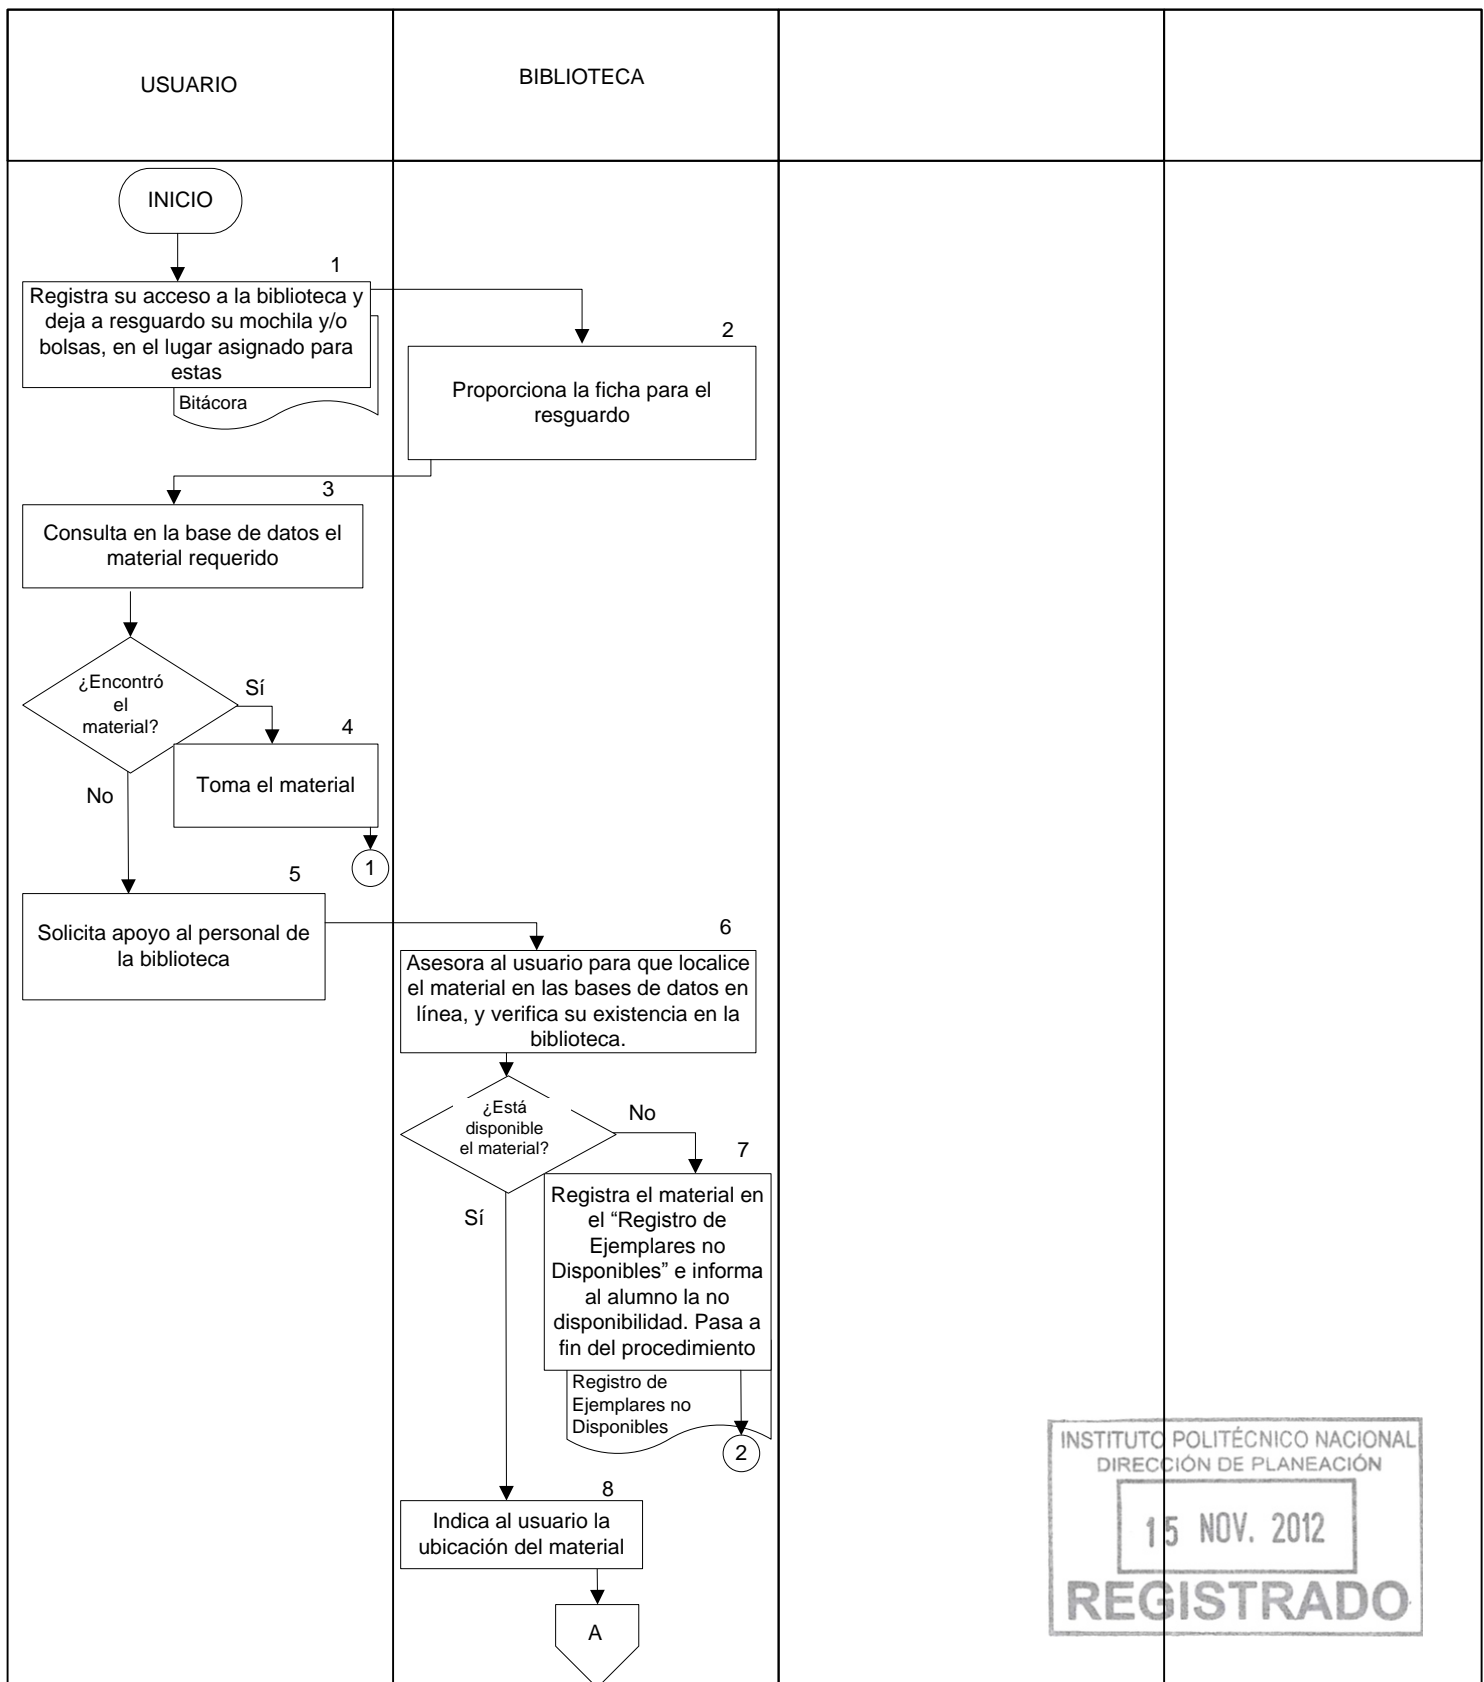 USUARIO
BIBLIOTECA
INICIO
1
Registra su acceso a la biblioteca y
deja a resguardo su mochila y/o
bolsas, en el lugar asignado para
estas
Bitácora
2
Proporciona la ficha para el
resguardo
3
Consulta en la base de datos el
material requerido
¿Encontró
el
material?
Sí
No
4
Toma el material
1
5
Solicita apoyo al personal de
la biblioteca
6
Asesora al usuario para que localice
el material en las bases de datos en
línea, y verifica su existencia en la
biblioteca.
¿Está
disponible
el material?
No
Sí
7
Registra el material en
el “Registro de
Ejemplares no
Disponibles” e informa
al alumno la no
disponibilidad. Pasa a
fin del procedimiento
Registro de
Ejemplares no
Disponibles
2
8
Indica al usuario la
ubicación del material
A
INSTITUTO POLITÉCNICO NACIONAL
DIRECCIÓN DE PLANEACIÓN
15 NOV. 2012
REGISTRADO